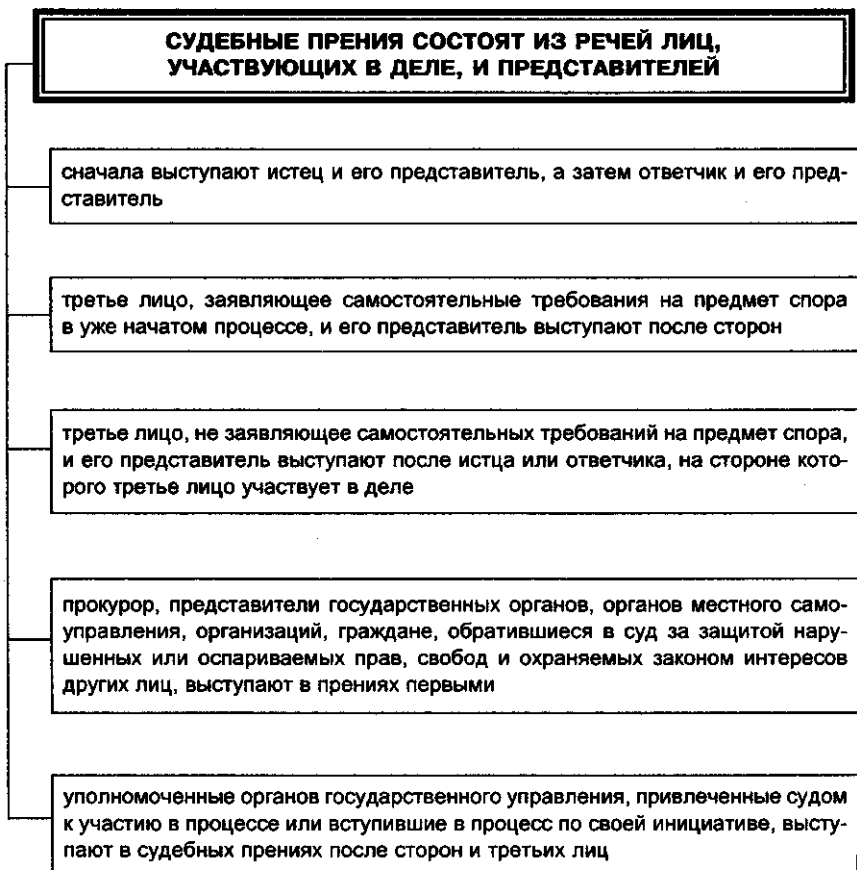 СУДЕБНЫЕ ПРЕНИЯ СОСТОЯТ ИЗ РЕЧЕЙ ЛИЦ,
УЧАСТВУЮЩИХ В ДЕЛЕ, И ПРЕДСТАВИТЕЛЕЙ
сначала выступают истец и его представитель, а затем ответчик и его пред-
ставитель
третье лицо, заявляющее самостоятельные требования на предмет спора
в уже начатом процессе, и его представитель выступают после сторон
третье лицо, не заявляющее самостоятельных требований на предмет спора,
и его представитель выступают после истца или ответчика, на стороне кото-
рого третье лицо участвует в деле
прокурор, представители государственных органов, органов местного само-
управления, организаций, граждане, обратившиеся в суд за защитой нару-
шенных или оспариваемых прав, свобод и охраняемых законом интересов
других лиц, выступают в прениях первыми
уполномоченные органов государственного управления, привлеченные судом
к участию в процессе или вступившие в процесс по своей инициативе, высту-
пают в судебных прениях после сторон и третьих лиц